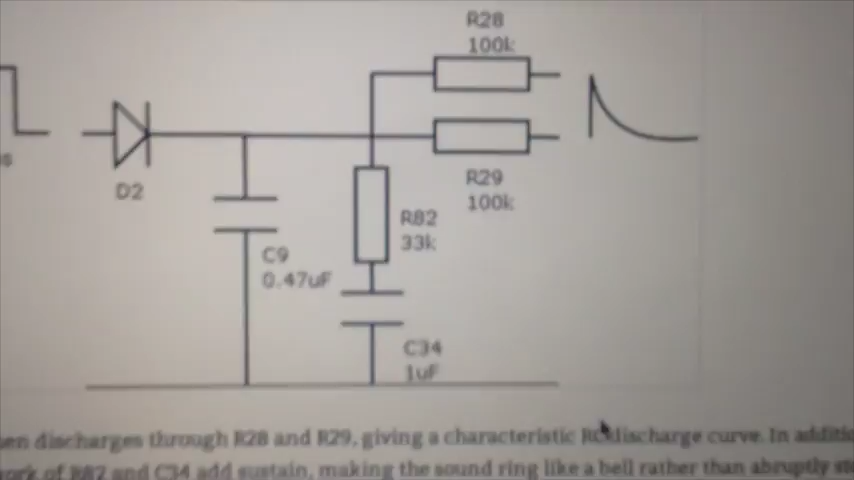 R28
100k
D2
R29
100k
R82
33k
C9
0.47uF
C34
1uF
discharges through R28 and R29, giving a characteristic RC discharge curve. In
of R82 and C34 add sustain, making the sound ring like a bell rather than abruptly